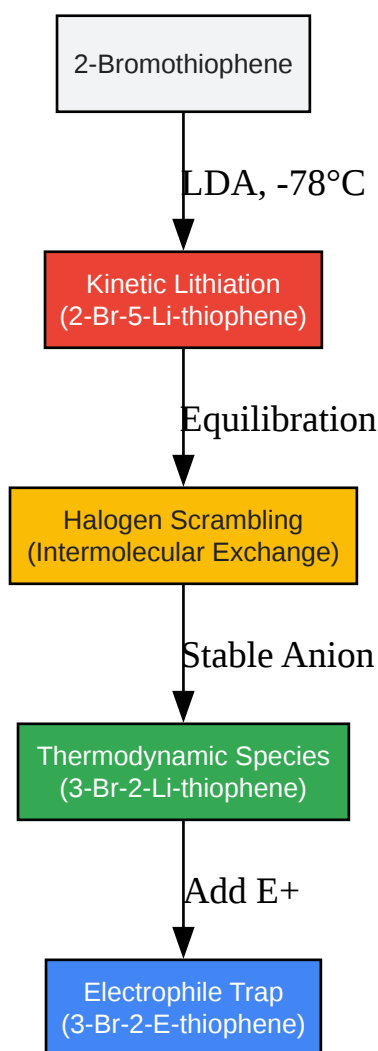 2-Bromothiophene
LDA, -78°C
Kinetic Lithiation
(2-Br-5-Li-thiophene)
Equilibration
Halogen Scrambling
(Intermolecular Exchange)
Stable Anion
Thermodynamic Species
(3-Br-2-Li-thiophene)
Add E+
Electrophile Trap
(3-Br-2-E-thiophene)